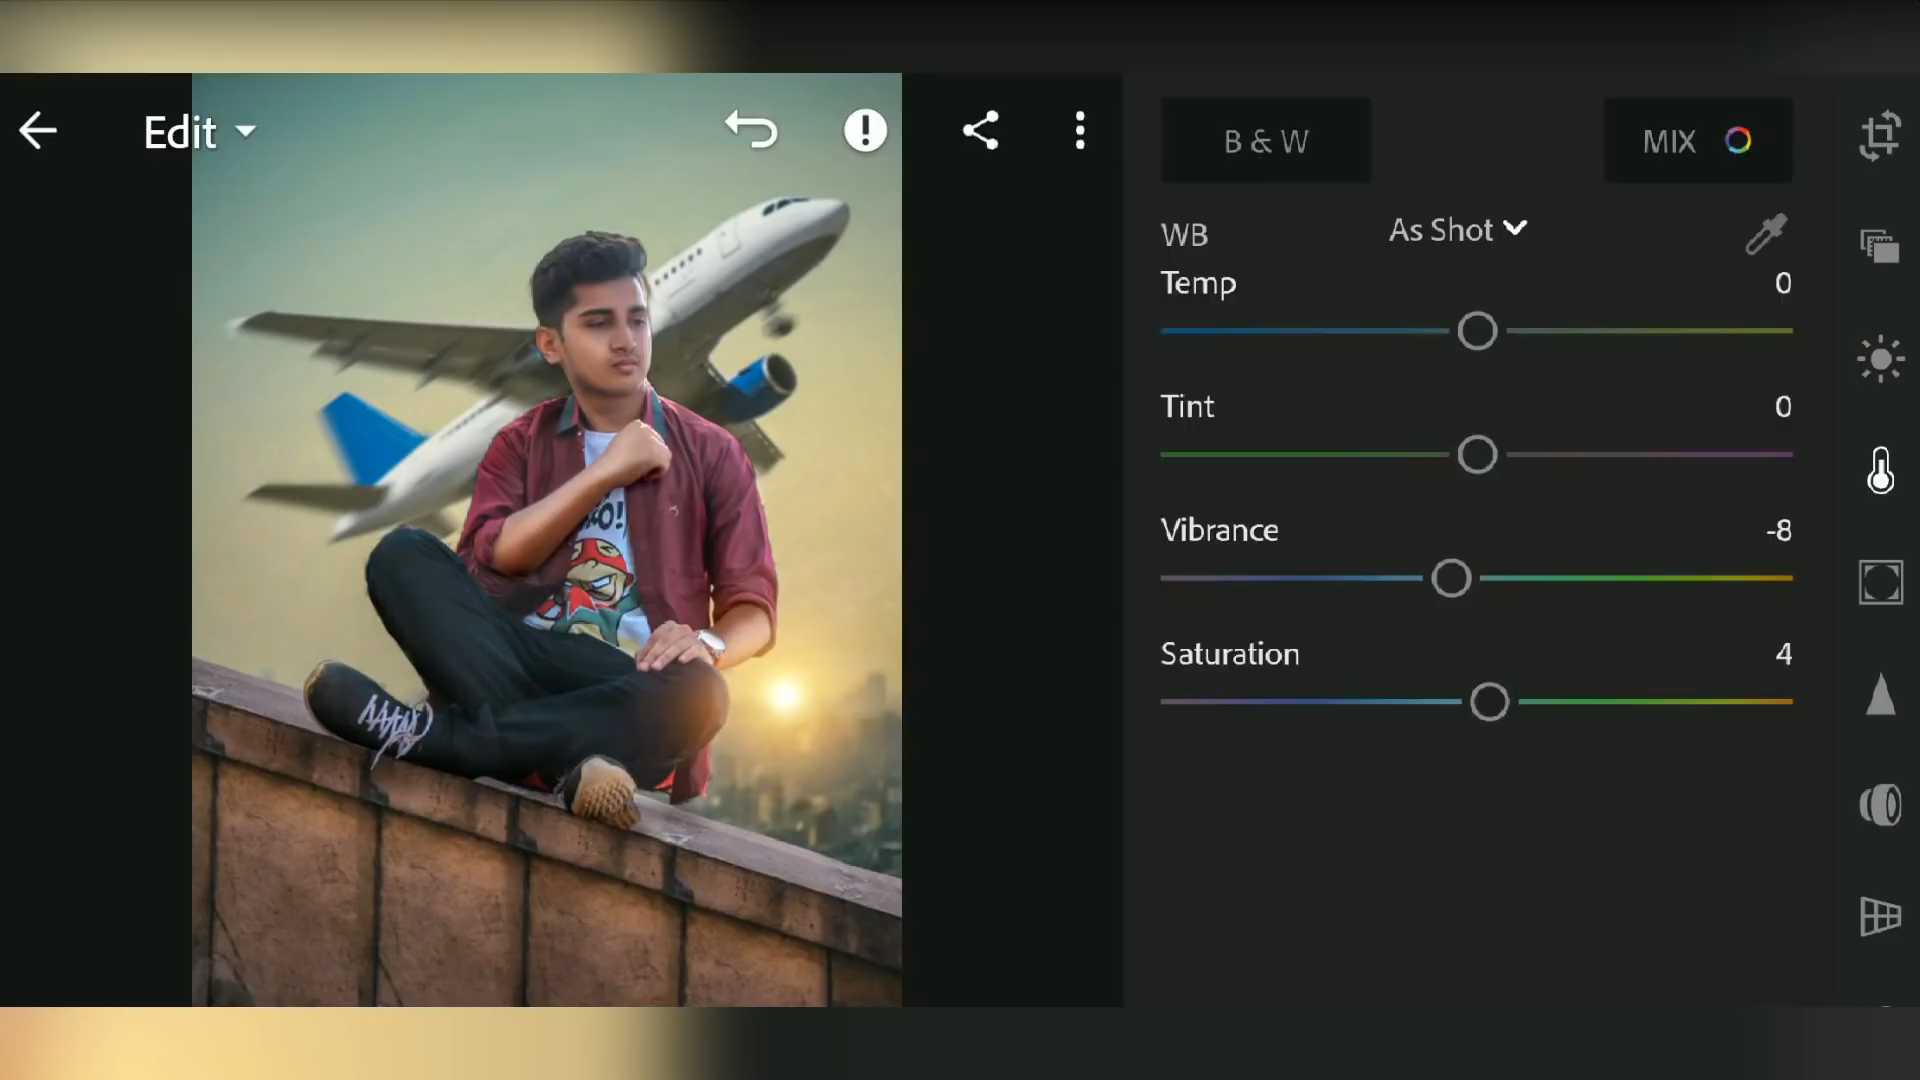 Edit
B & W
MIX
WB
As Shot
Temp
0
Tint
0
Vibrance
-8
Saturation
4